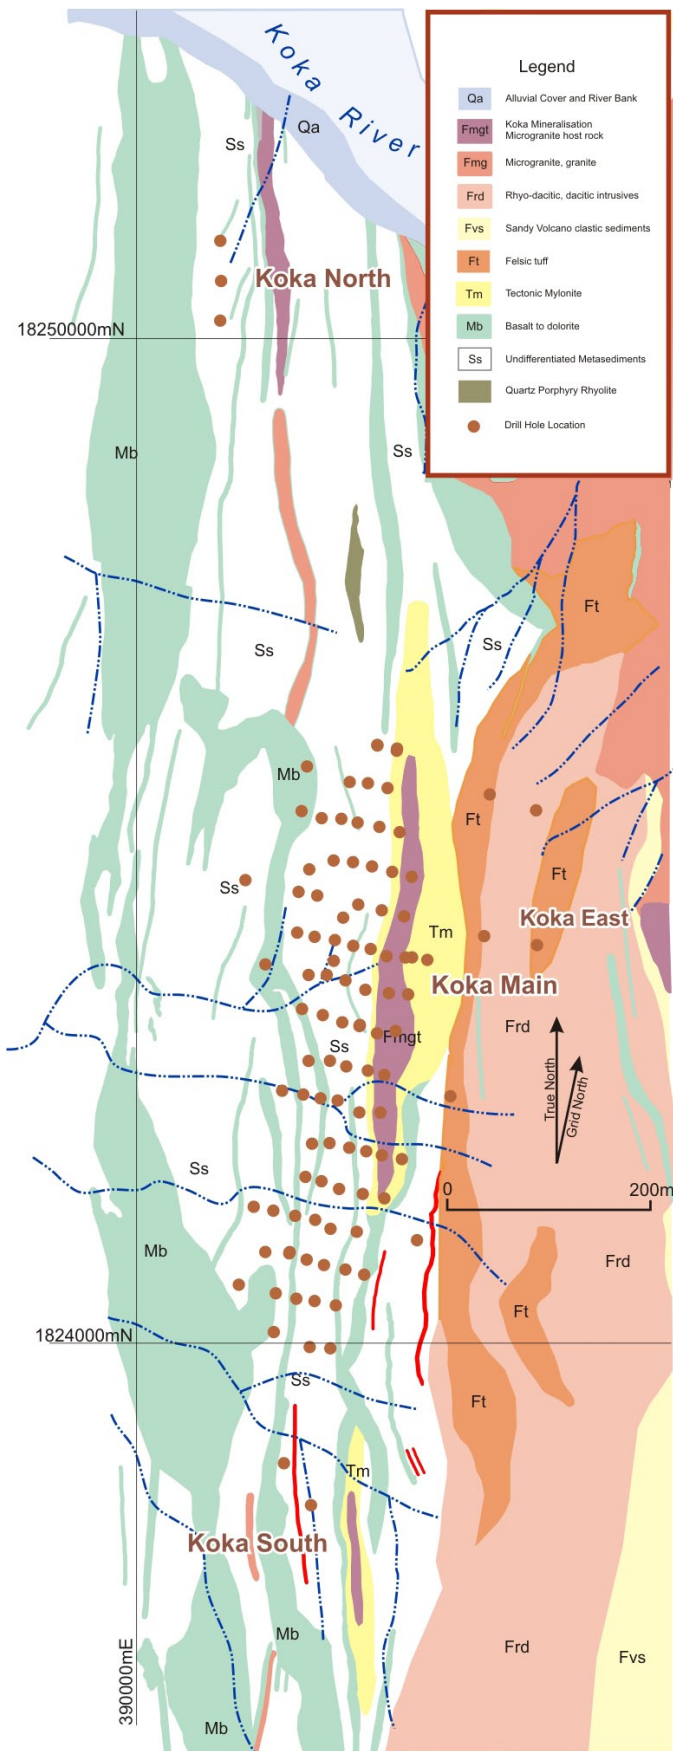 Koka River
Legend
Qa Alluvial Cover and River Bank
Fmgt Koka Mineralisation
Microgranite host rock
Fmg Microgranite, granite
Frd Rhyo-dacitic, dacitic intrusives
Fvs Sandy Volcano clastic sediments
Ft Felsic tuff
Tm Tectonic Mylonite
Mb Basalt to dolorite
Ss Undifferentiated Metasediments
Quartz Porphyry Rhyolite
Drill Hole Location
Qa
Ss
Koka North
18250000mN
Mb
Ss
Ft
Ss
Ss
Mb
Ft
Ft
Ss
Koka East
Tm
Koka Main
Frd
Fmgt
Ss
True North
Grid North
Ss
0
200m
Mb
Frd
Ft
1824000mN
Ss
Ft
Tm
Koka South
Mb
Frd
Fvs
390000mE
Mb